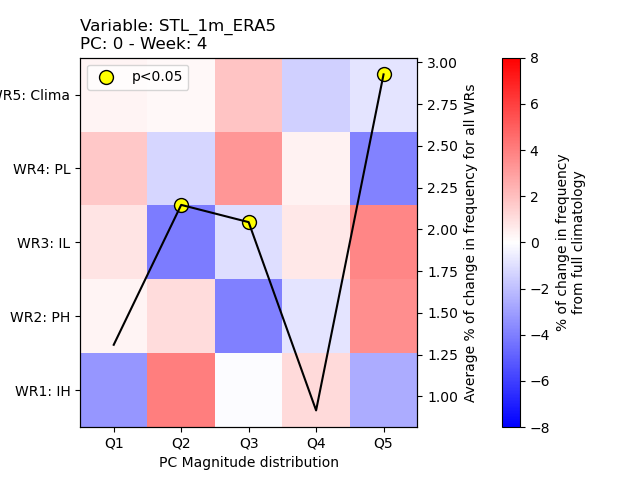 Variable: STL_1m_ERA5
PC: 0 - Week: 4
p<0.05
WR5: Clima
WR4: PL
WR3: IL
WR2: PH
WR1: IH
Q1 Q2 Q3 Q4 Q5
PC Magnitude distribution
3.00
2.75
2.50
2.25
2.00
1.75
1.50
1.25
1.00
Average % of change in frequency for all WRs
8
6
4
2
0
−2
−4
−6
−8
% of change in frequency
from full climatology